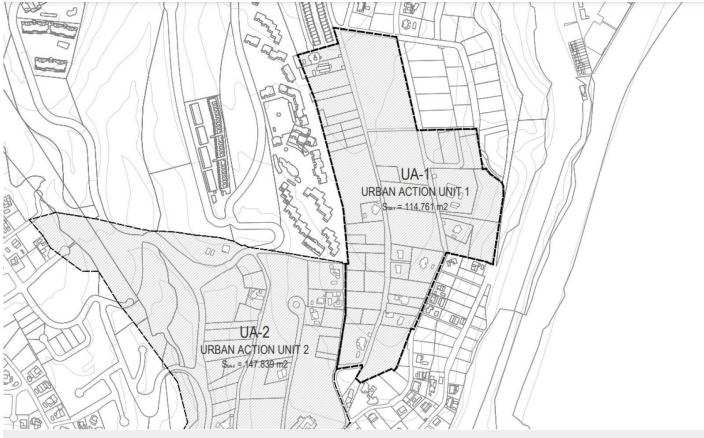 UA-1
URBAN ACTION UNIT 1
= 114.761 m2
UA-2
URBAN ACTION UNIT 2
= 147.839 m2